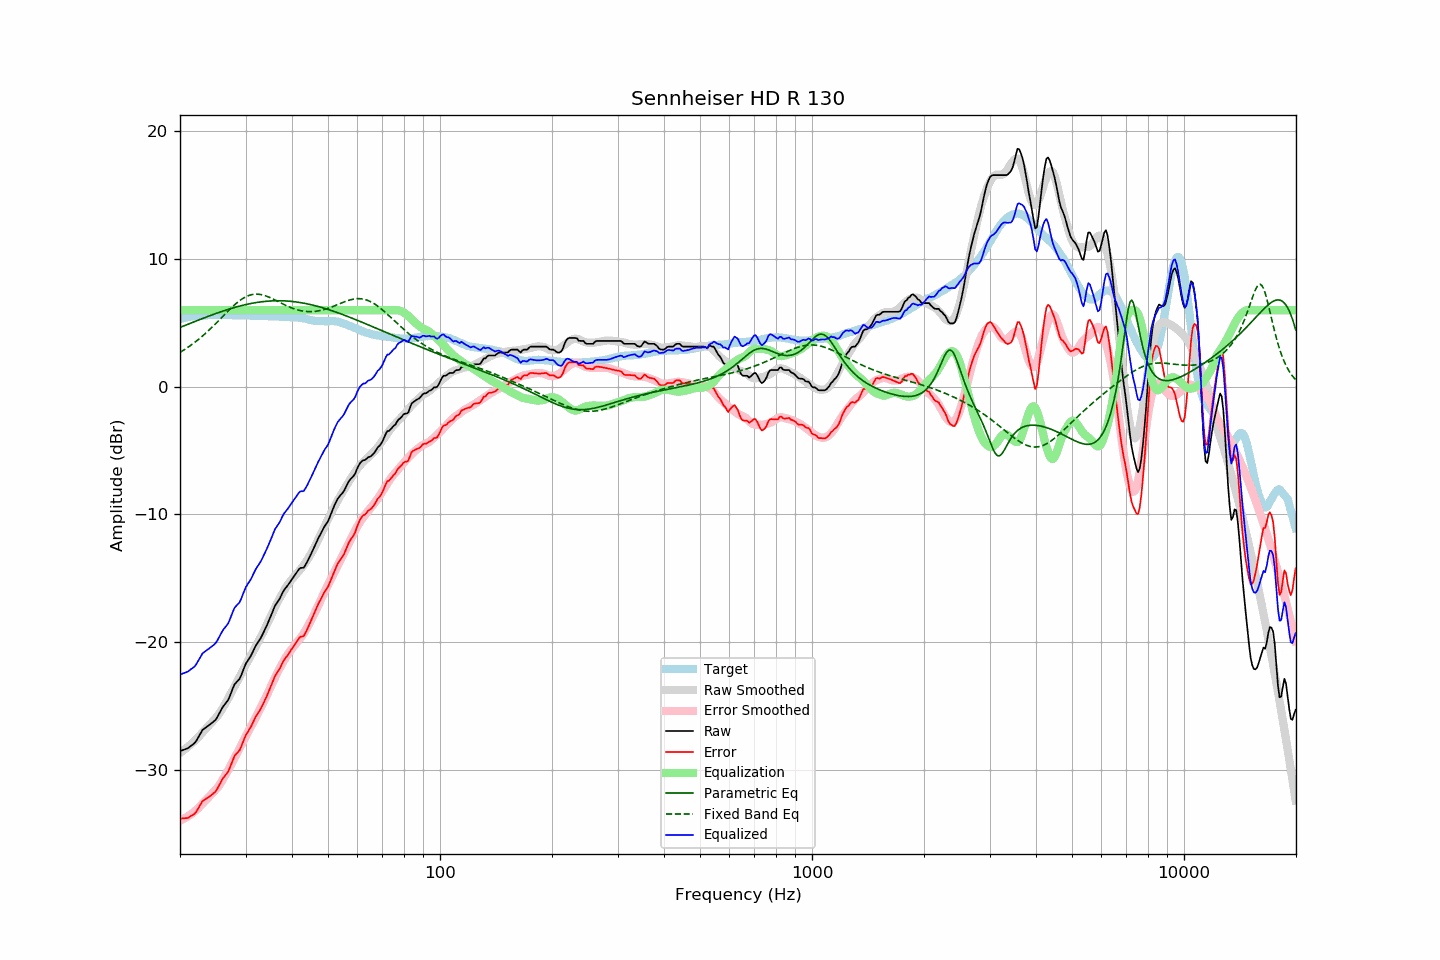 Sennheiser HD R 130
20
10
0
−10
−20
−30
Amplitude (dBr)
100
1000
10000
Frequency (Hz)
Target
Raw Smoothed
Error Smoothed
Raw
Error
Equalization
Parametric Eq
Fixed Band Eq
Equalized